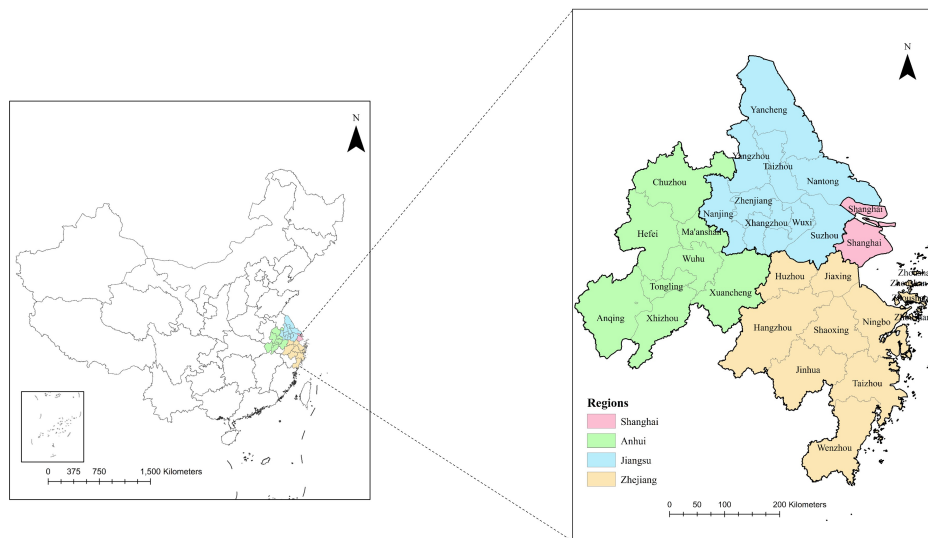 N
0 375 750 1,500 Kilometers
N
Yancheng
Yangzhou
Taizhou
Chuzhou
Nantong
Zhenjiang
Shanghai
Nanjing
Xhangzhou
Wuxi
Hefei
Ma'anshan
Suzhou
Shanghai
Wuhu
Huzhou
Jiaxing
Tongling
Xuancheng
Anqing
Xhizhou
Hangzhou
Shaoxing
Ningbo
Jinhua
Taizhou
Wenzhou
Regions
Shanghai
Anhui
Jiangsu
Zhejiang
0 50 100 200 Kilometers